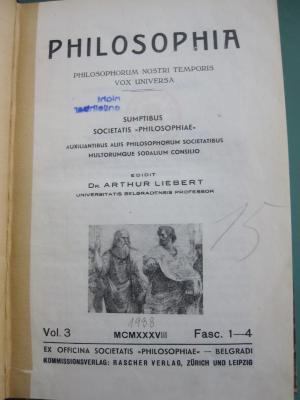 PHILOSOPHIA
PHILOSOPHORUM NOSTRI TEMPORIS
VOX UNIVERSA
SUMPTIBUS
SOCIETATIS «PHILOSOPHIAE»
AUXILIANTIBUS ALIIS PHILOSOPHORUM SOCIETATIBUS
MULTORUMQUE SODALIUM CONSILIO
EDIDIT
DR. ARTHUR LIEBERT
UNIVERSITATIS BELGRADENSIS PROFESSOR
15
1938
Vol. 3 MCMXXXVIII Fasc. 1—4
EX OFFICINA SOCIETATIS «PHILOSOPHIAE» — BELGRADI
KOMMISSIONSVERLAG: RASCHER VERLAG, ZÜRICH UND LEIPZIG